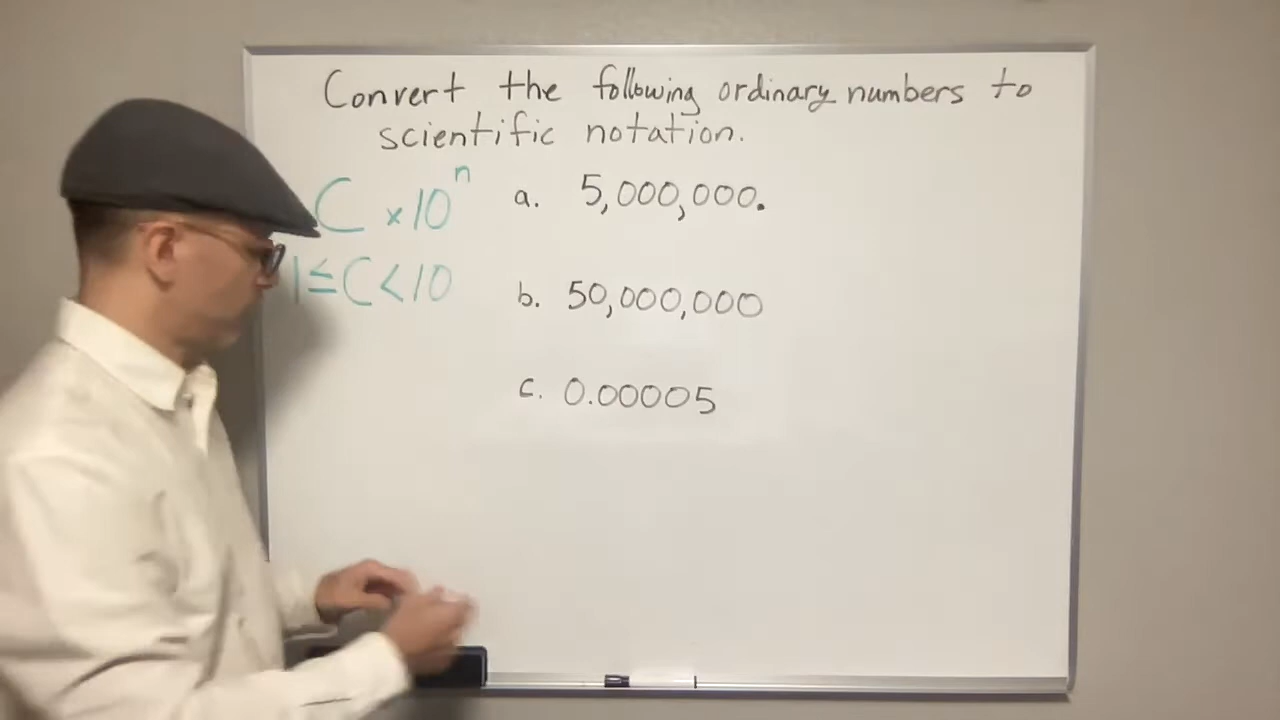 Convert the following ordinary numbers to
scientific notation.
C × 10ⁿ
1 ≤ C < 10
a. 5,000,000.
b. 50,000,000
c. 0.00005